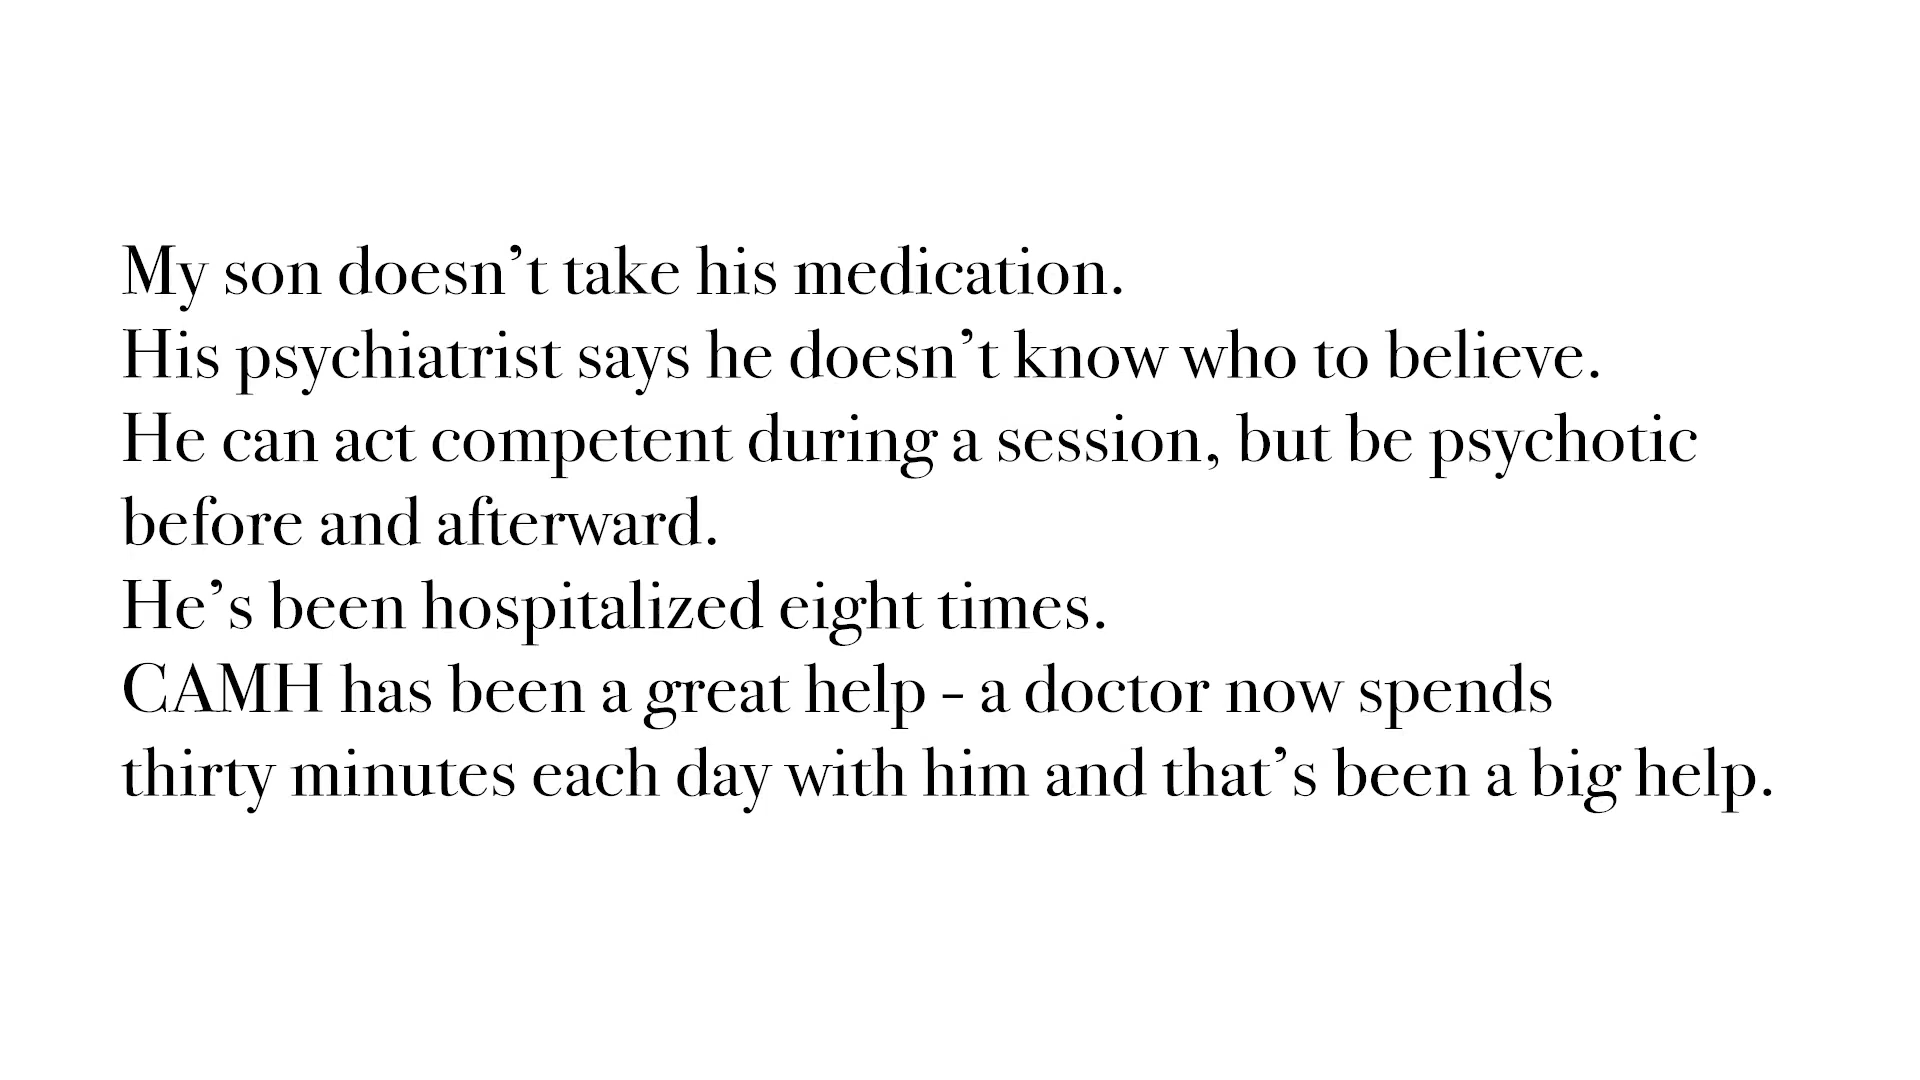 My son doesn’t take his medication.
His psychiatrist says he doesn’t know who to believe.
He can act competent during a session, but be psychotic
before and afterward.
He’s been hospitalized eight times.
CAMH has been a great help - a doctor now spends
thirty minutes each day with him and that’s been a big help.